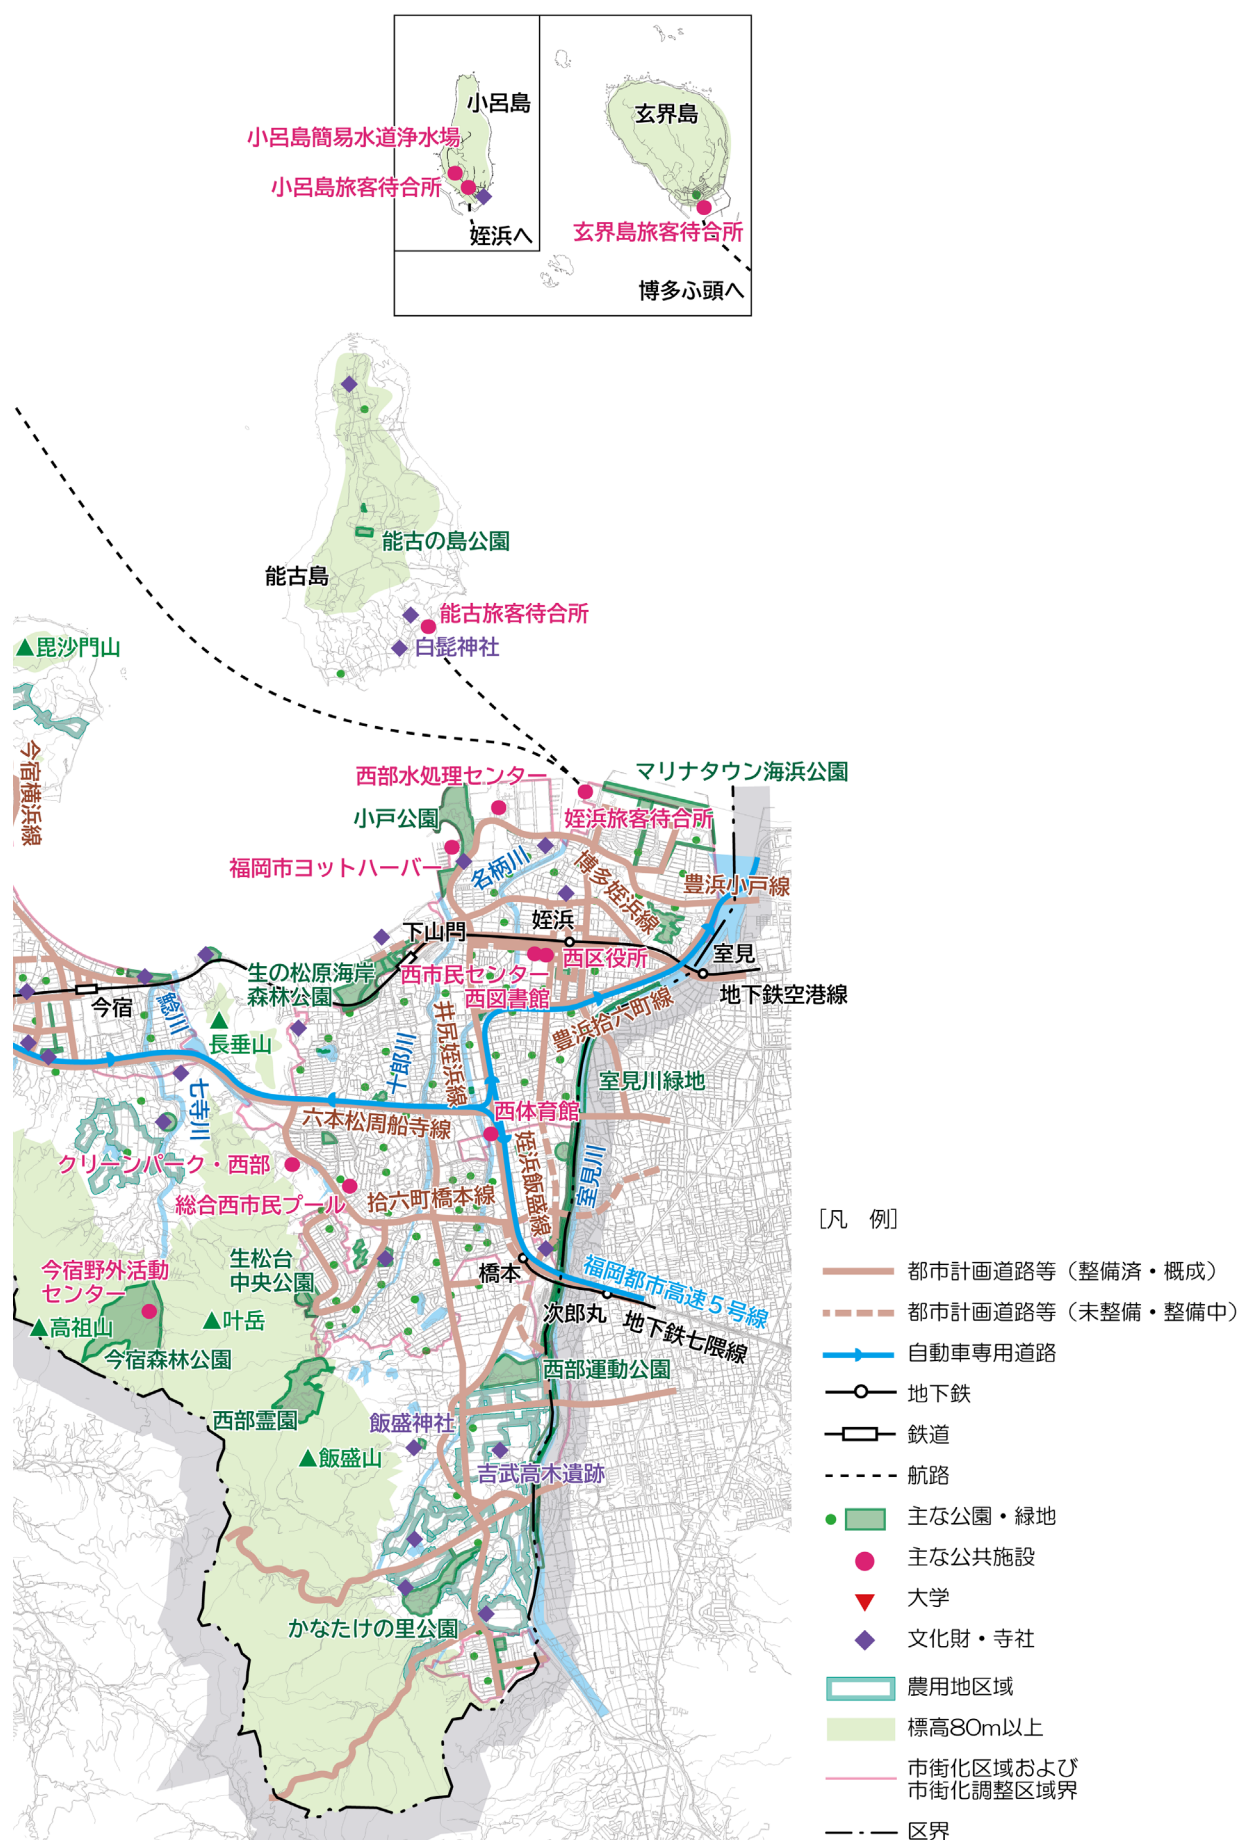 小呂島
小呂島簡易水道浄水場
小呂島旅客待合所
姪浜へ
玄界島
玄界島旅客待合所
博多ふ頭へ
能古の島公園
能古島
能古旅客待合所
白髭神社
▲毘沙門山
今宿横浜線
西部水処理センター
マリナタウン海浜公園
小戸公園
姪浜旅客待合所
福岡市ヨットハーバー
名柄川
博多姪浜線
豊浜小戸線
下山門
姪浜
室見
西区役所
生の松原海岸
森林公園
西市民センター
西図書館
地下鉄空港線
今宿
鯰川
長垂山
井尻姪浜線
豊浜拾六町線
十郎川
室見川緑地
七寺川
六本松周船寺線
西体育館
姪浜飯盛線
室見川
クリーンパーク・西部
総合西市民プール
拾六町橋本線
生松台
中央公園
今宿野外活動
センター
橋本
福岡都市高速5号線
次郎丸
地下鉄七隈線
▲高祖山
▲叶岳
今宿森林公園
西部運動公園
西部霊園
飯盛神社
▲飯盛山
吉武高木遺跡
かなたけの里公園
[凡 例]
都市計画道路等(整備済・概成)
都市計画道路等(未整備・整備中)
自動車専用道路
地下鉄
鉄道
航路
主な公園・緑地
主な公共施設
大学
文化財・寺社
農用地区域
標高80m以上
市街化区域および
市街化調整区域界
区界